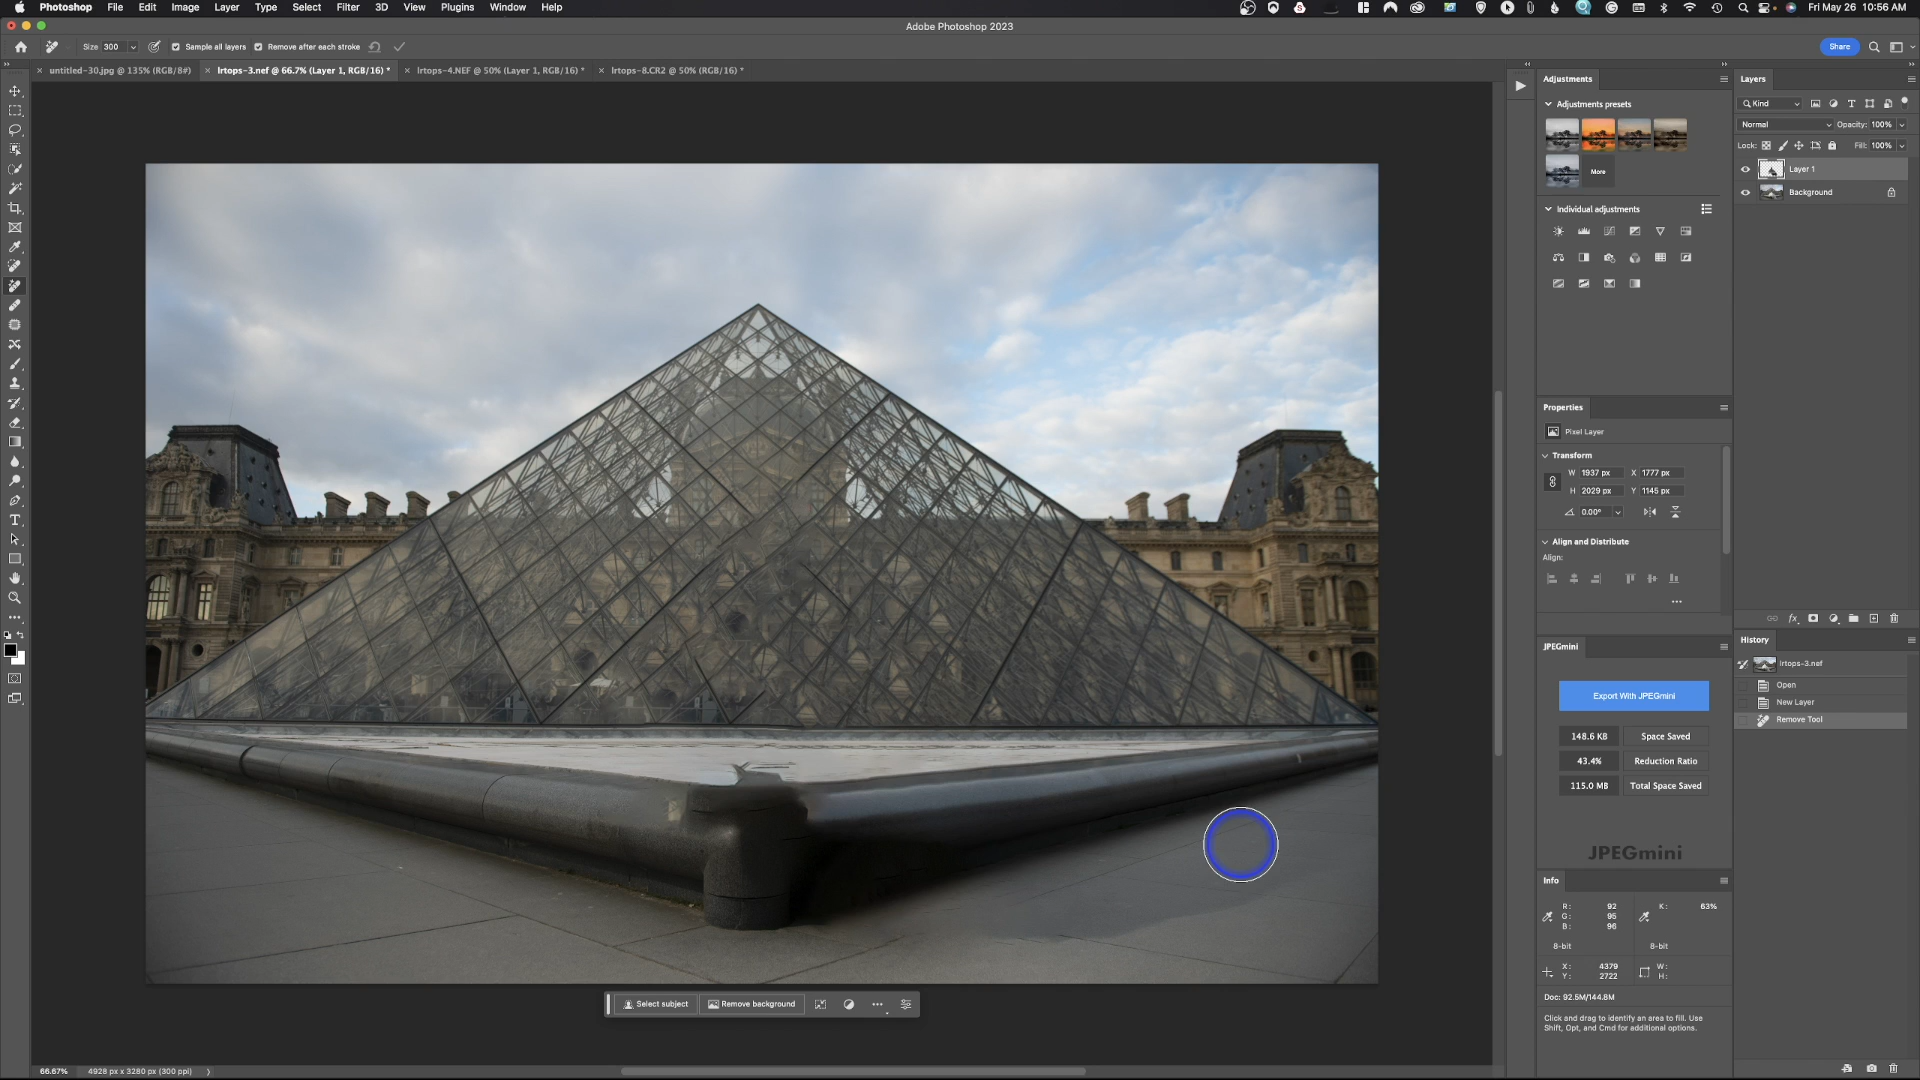 Photoshop File Edit Image Layer Type Select Filter 3D View Plugins Window Help Fri May 26 10:56 AM
Adobe Photoshop 2023
Size 300 Sample all layers Remove after each stroke Share
untitled-30.jpg @ 135% (RGB/8#) lrtops-3.nef @ 66.7% (Layer 1, RGB/16) * lrtops-4.NEF @ 50% (Layer 1, RGB/16) * lrtops-8.CR2 @ 50% (RGB/16) *
Adjustments
Adjustments presets
More
Individual adjustments
Properties
Pixel Layer
Transform
W 1937 px X 1777 px
H 2029 px Y 1145 px
0.00°
Align and Distribute
Align:
JPEGmini
Export With JPEGmini
148.6 KB Space Saved
43.4% Reduction Ratio
115.0 MB Total Space Saved
JPEGmini
Info
R: 92 K: 63%
G: 95
B: 96
8-bit 8-bit
X: 4379 W:
Y: 2722 H:
Doc: 92.5M/144.8M
Click and drag to identify an area to fill. Use
Shift, Opt, and Cmd for additional options.
Layers
Kind
Normal Opacity: 100%
Lock: Fill: 100%
Layer 1
Background
fx
History
lrtops-3.nef
Open
New Layer
Remove Tool
Select subject Remove background
66.67% 4928 px x 3280 px (300 ppi)